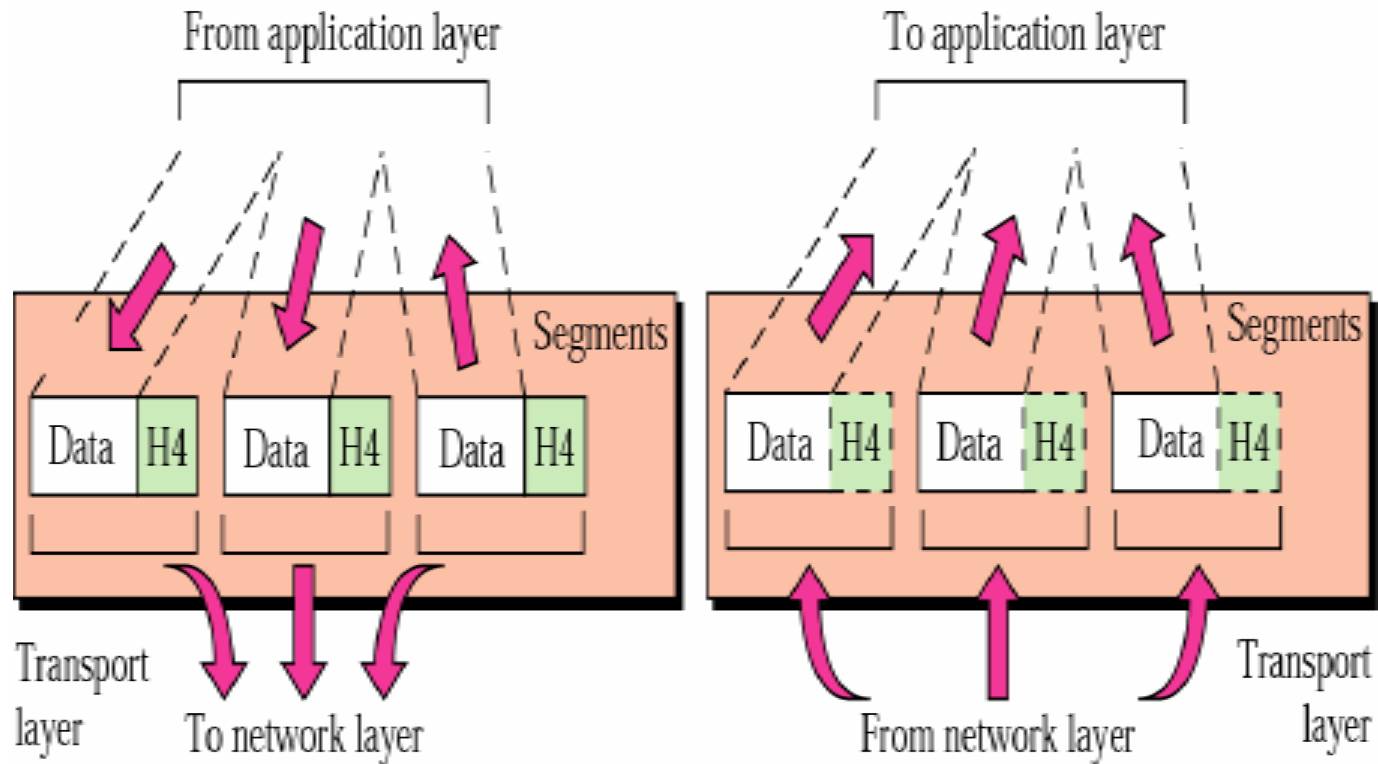 From application layer
Segments
Data H4 Data H4 Data H4
Transport
layer
To network layer
To application layer
Segments
Data H4 Data H4 Data H4
From network layer
Transport
layer